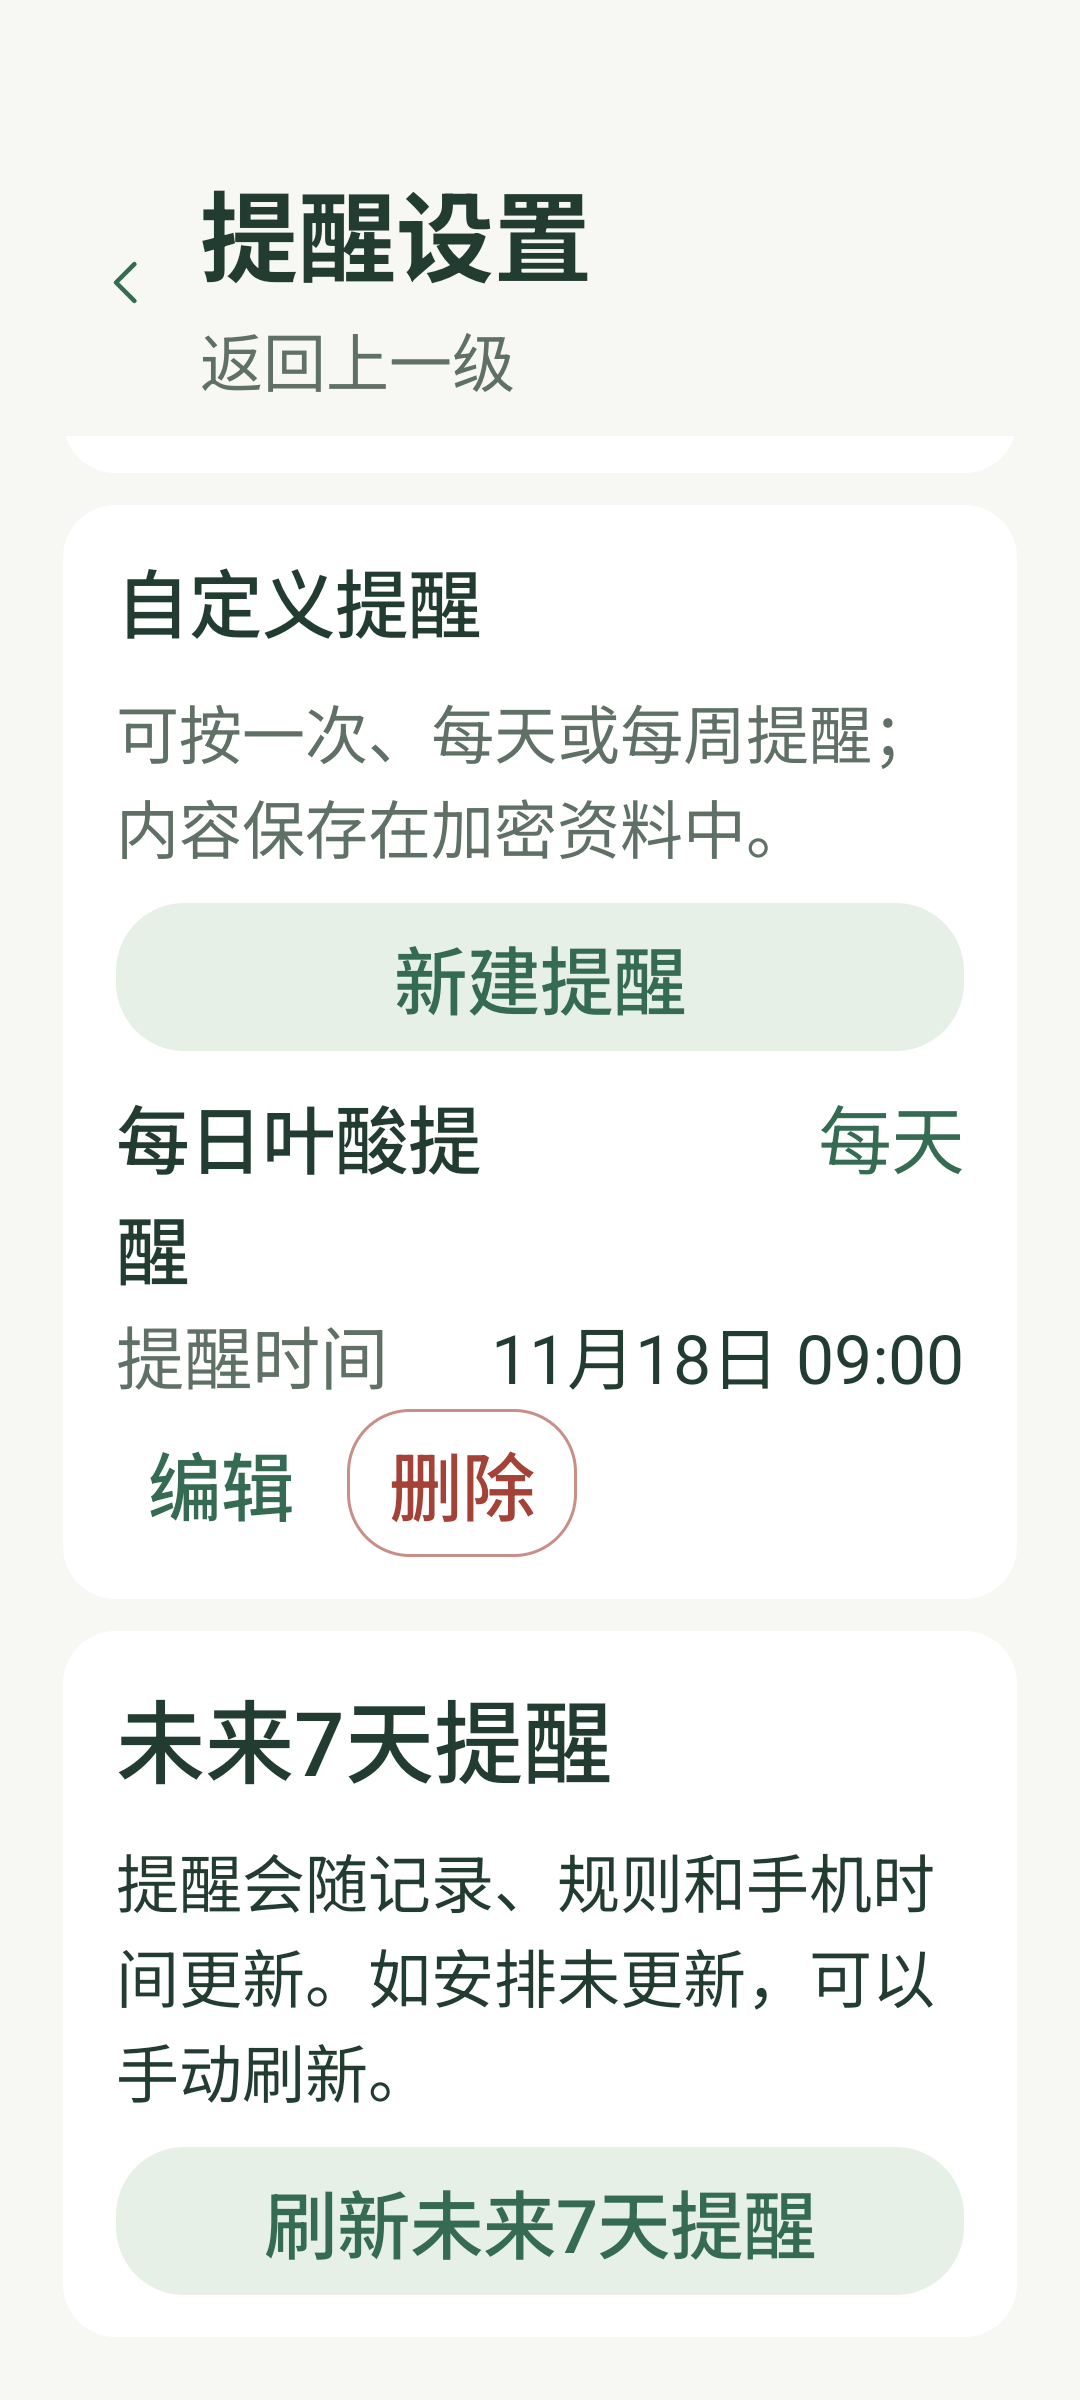 提醒设置
返回上一级
自定义提醒
可按一次、每天或每周提醒；
内容保存在加密资料中。
新建提醒
每日叶酸提 每天
醒
提醒时间 11月18日 09:00
编辑 删除
未来7天提醒
提醒会随记录、规则和手机时
间更新。如安排未更新，可以
手动刷新。
刷新未来7天提醒